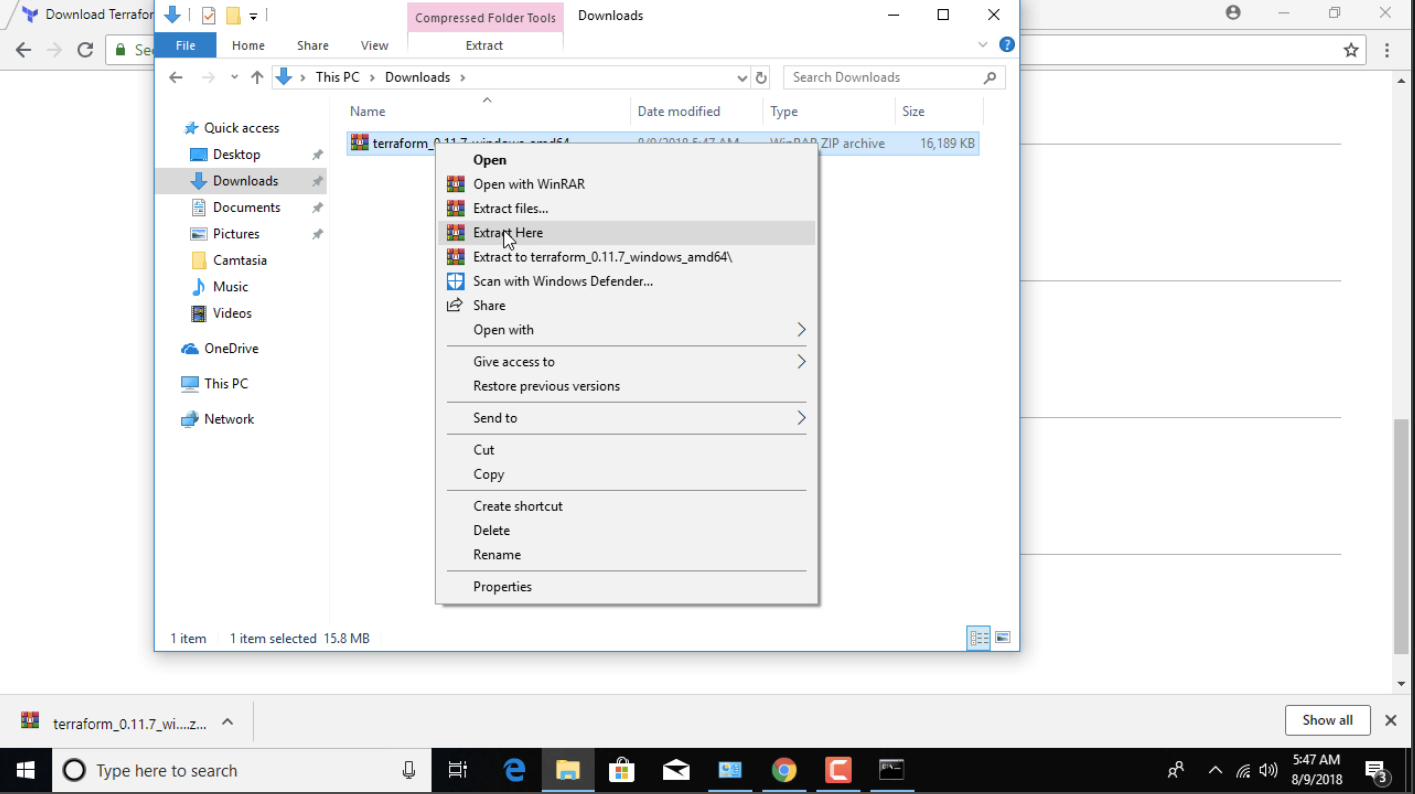 Download Terrafor
Compressed Folder Tools
Downloads
File
Home
Share
View
Extract
Sec
This PC
Downloads
Search Downloads
Name
Date modified
Type
Size
Quick access
Desktop
Downloads
Documents
Pictures
Camtasia
Music
Videos
OneDrive
This PC
Network
terraform_0.11.7_windows_amd64
8/9/2018 5:47 AM
WinRAR ZIP archive
16,189 KB
Open
Open with WinRAR
Extract files...
Extract Here
Extract to terraform_0.11.7_windows_amd64\
Scan with Windows Defender...
Share
Open with
Give access to
Restore previous versions
Send to
Cut
Copy
Create shortcut
Delete
Rename
Properties
1 item
1 item selected 15.8 MB
terraform_0.11.7_wi....z...
Show all
Type here to search
5:47 AM
8/9/2018
3